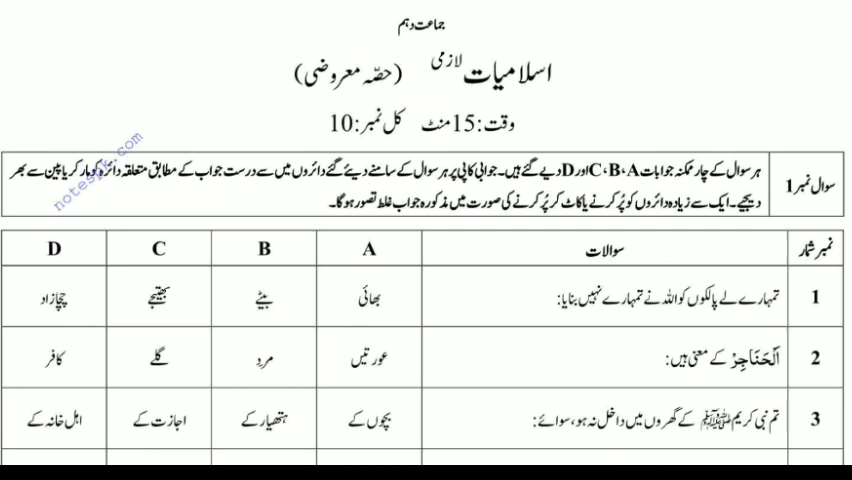 جماعت دہم
اسلامیات لازمی (حصّہ معروضی)
وقت: 15 منٹ کل نمبر: 10
notespk.com
سوال نمبر 1
ہر سوال کے چار ممکنہ جوابات C، B، A اور D دیے گئے ہیں۔ جوابی کاپی پر ہر سوال کے سامنے دیئے گئے دائروں میں سے درست جواب کے مطابق متعلقہ دائرہ کو مارکر یا پین سے بھر
دیجیے۔ ایک سے زیادہ دائروں کو پُر کرنے یا کاٹ کر پُر کرنے کی صورت میں مذکورہ جواب غلط تصور ہو گا۔
نمبر شمار سوالات A B C D
1 تمہارے لے پالکوں کو اللہ نے تمہارے نہیں بنایا: بھائی بیٹے بھتیجے چچازاد
2 اَلْحَنَاجِرْ کے معنی ہیں: عورتیں مرد گلے کافر
3 تم نبی کریم ﷺ کے گھروں میں داخل نہ ہو، سوائے: بچوں کے ہتھیار کے اجازت کے اہل خانہ کے